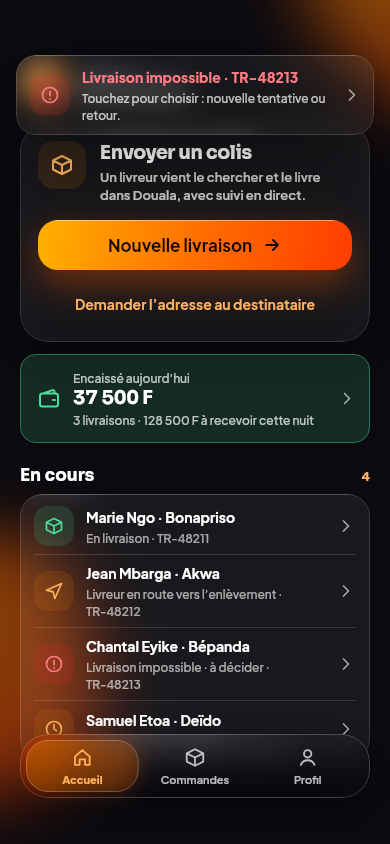 Livraison impossible · TR-48213
Touchez pour choisir : nouvelle tentative ou
retour.
Envoyer un colis
Un livreur vient le chercher et le livre
dans Douala, avec suivi en direct.
Nouvelle livraison →
Demander l'adresse au destinataire
Encaissé aujourd'hui
37 500 F
3 livraisons · 128 500 F à recevoir cette nuit
En cours 4
Marie Ngo · Bonapriso
En livraison · TR-48211
Jean Mbarga · Akwa
Livreur en route vers l'enlèvement ·
TR-48212
Chantal Eyike · Bépanda
Livraison impossible · à décider ·
TR-48213
Samuel Etoa · Deïdo
Accueil Commandes Profil